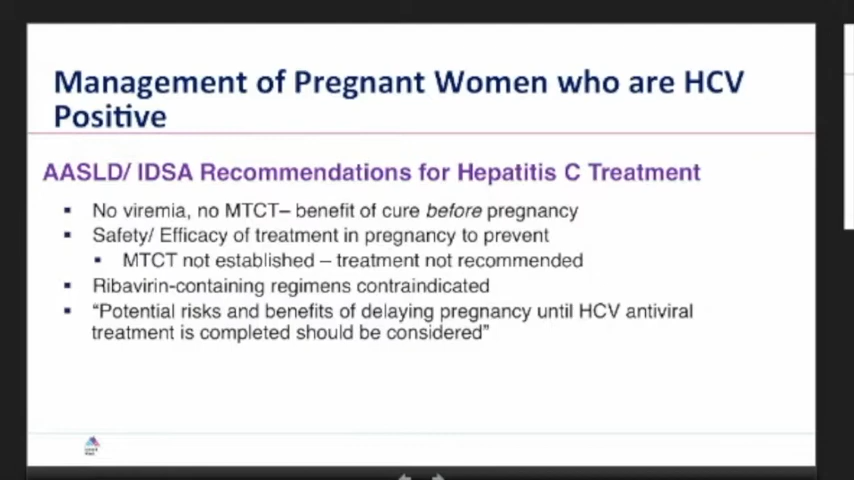 Management of Pregnant Women who are HCV
Positive
AASLD/ IDSA Recommendations for Hepatitis C Treatment
▪ No viremia, no MTCT– benefit of cure before pregnancy
▪ Safety/ Efficacy of treatment in pregnancy to prevent
▪ MTCT not established – treatment not recommended
▪ Ribavirin-containing regimens contraindicated
▪ “Potential risks and benefits of delaying pregnancy until HCV antiviral
treatment is completed should be considered”